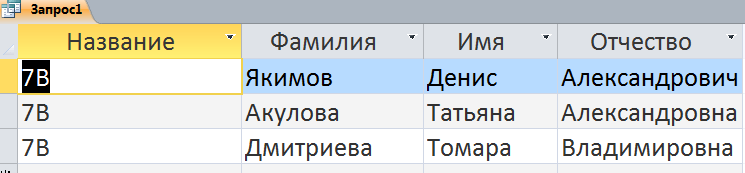 Запрос1
Название Фамилия Имя Отчество
7В Якимов Денис Александрович
7В Акулова Татьяна Александровна
7В Дмитриева Томара Владимировна